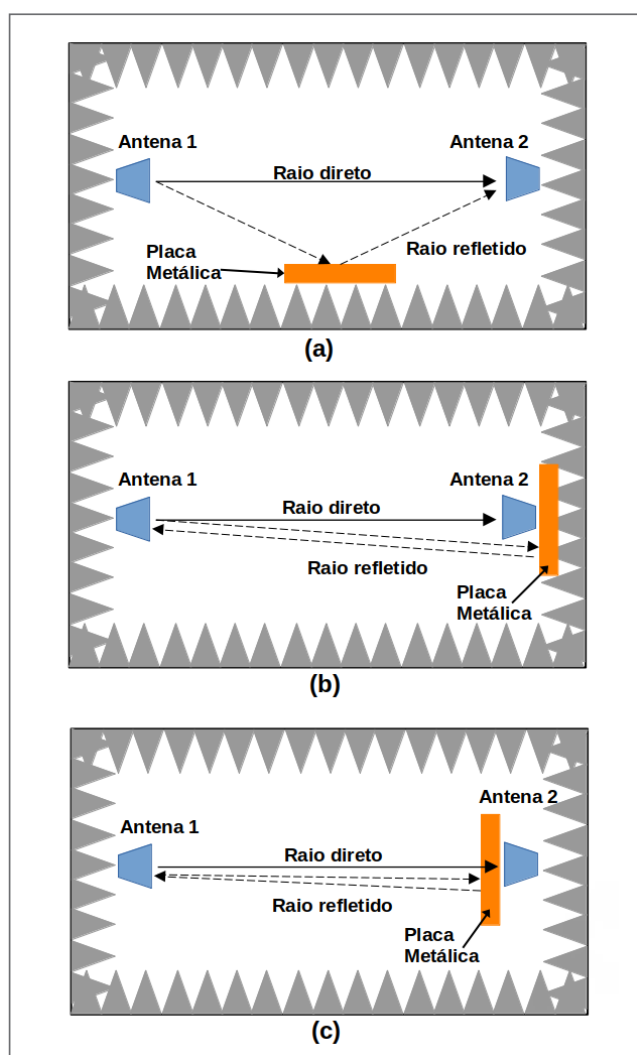 Antena 1
Antena 2
Raio direto
Placa
Metálica
Raio refletido
(a)
Antena 1
Antena 2
Raio direto
Raio refletido
Placa
Metálica
(b)
Antena 2
Antena 1
Raio direto
Raio refletido
Placa
Metálica
(c)